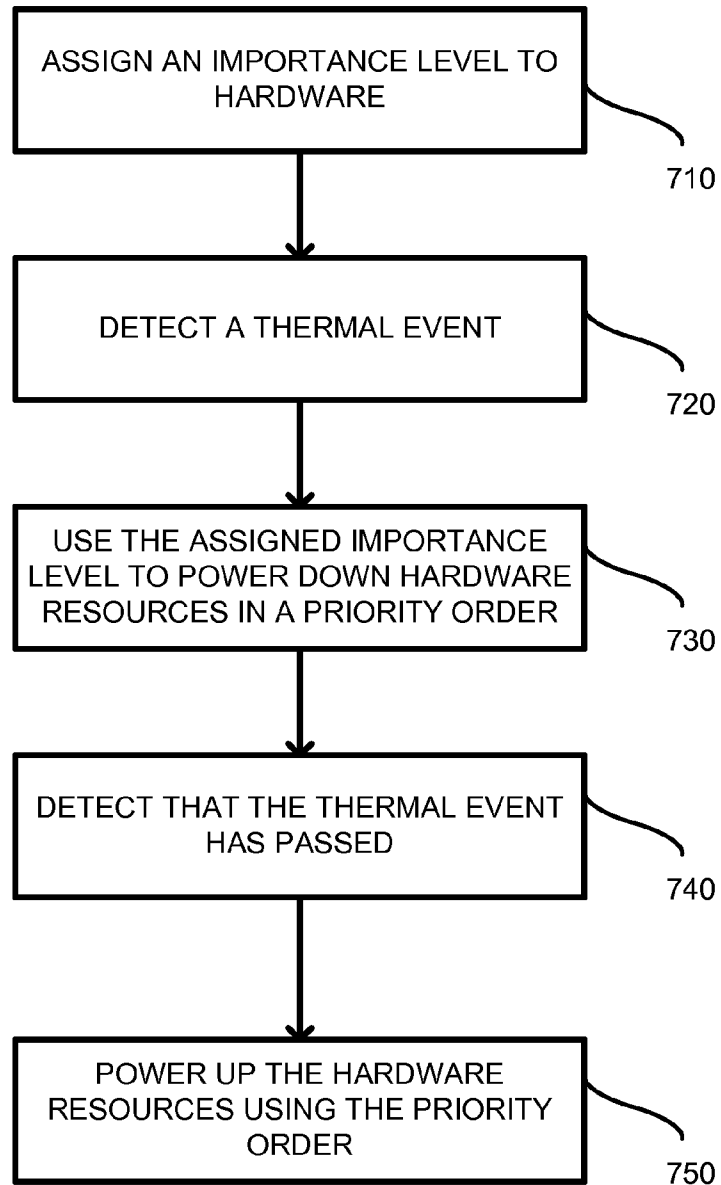 ASSIGN AN IMPORTANCE LEVEL TO
HARDWARE
710
DETECT A THERMAL EVENT
720
USE THE ASSIGNED IMPORTANCE
LEVEL TO POWER DOWN HARDWARE
RESOURCES IN A PRIORITY ORDER
730
DETECT THAT THE THERMAL EVENT
HAS PASSED
740
POWER UP THE HARDWARE
RESOURCES USING THE PRIORITY
ORDER
750